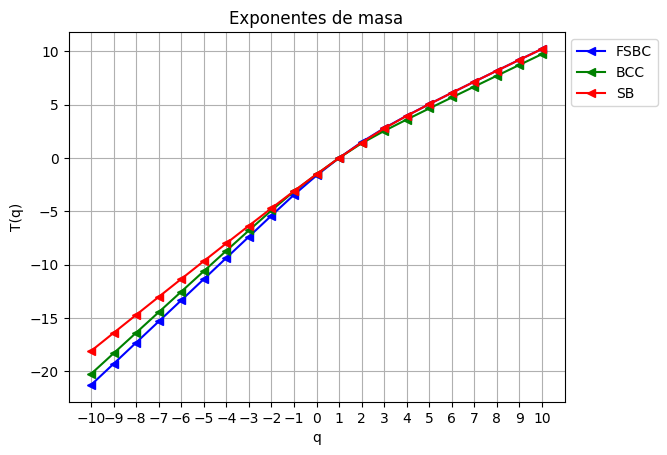 Exponentes de masa
FSBC
BCC
SB
T(q)
10
5
0
−5
−10
−15
−20
−10 −9 −8 −7 −6 −5 −4 −3 −2 −1 0 1 2 3 4 5 6 7 8 9 10
q